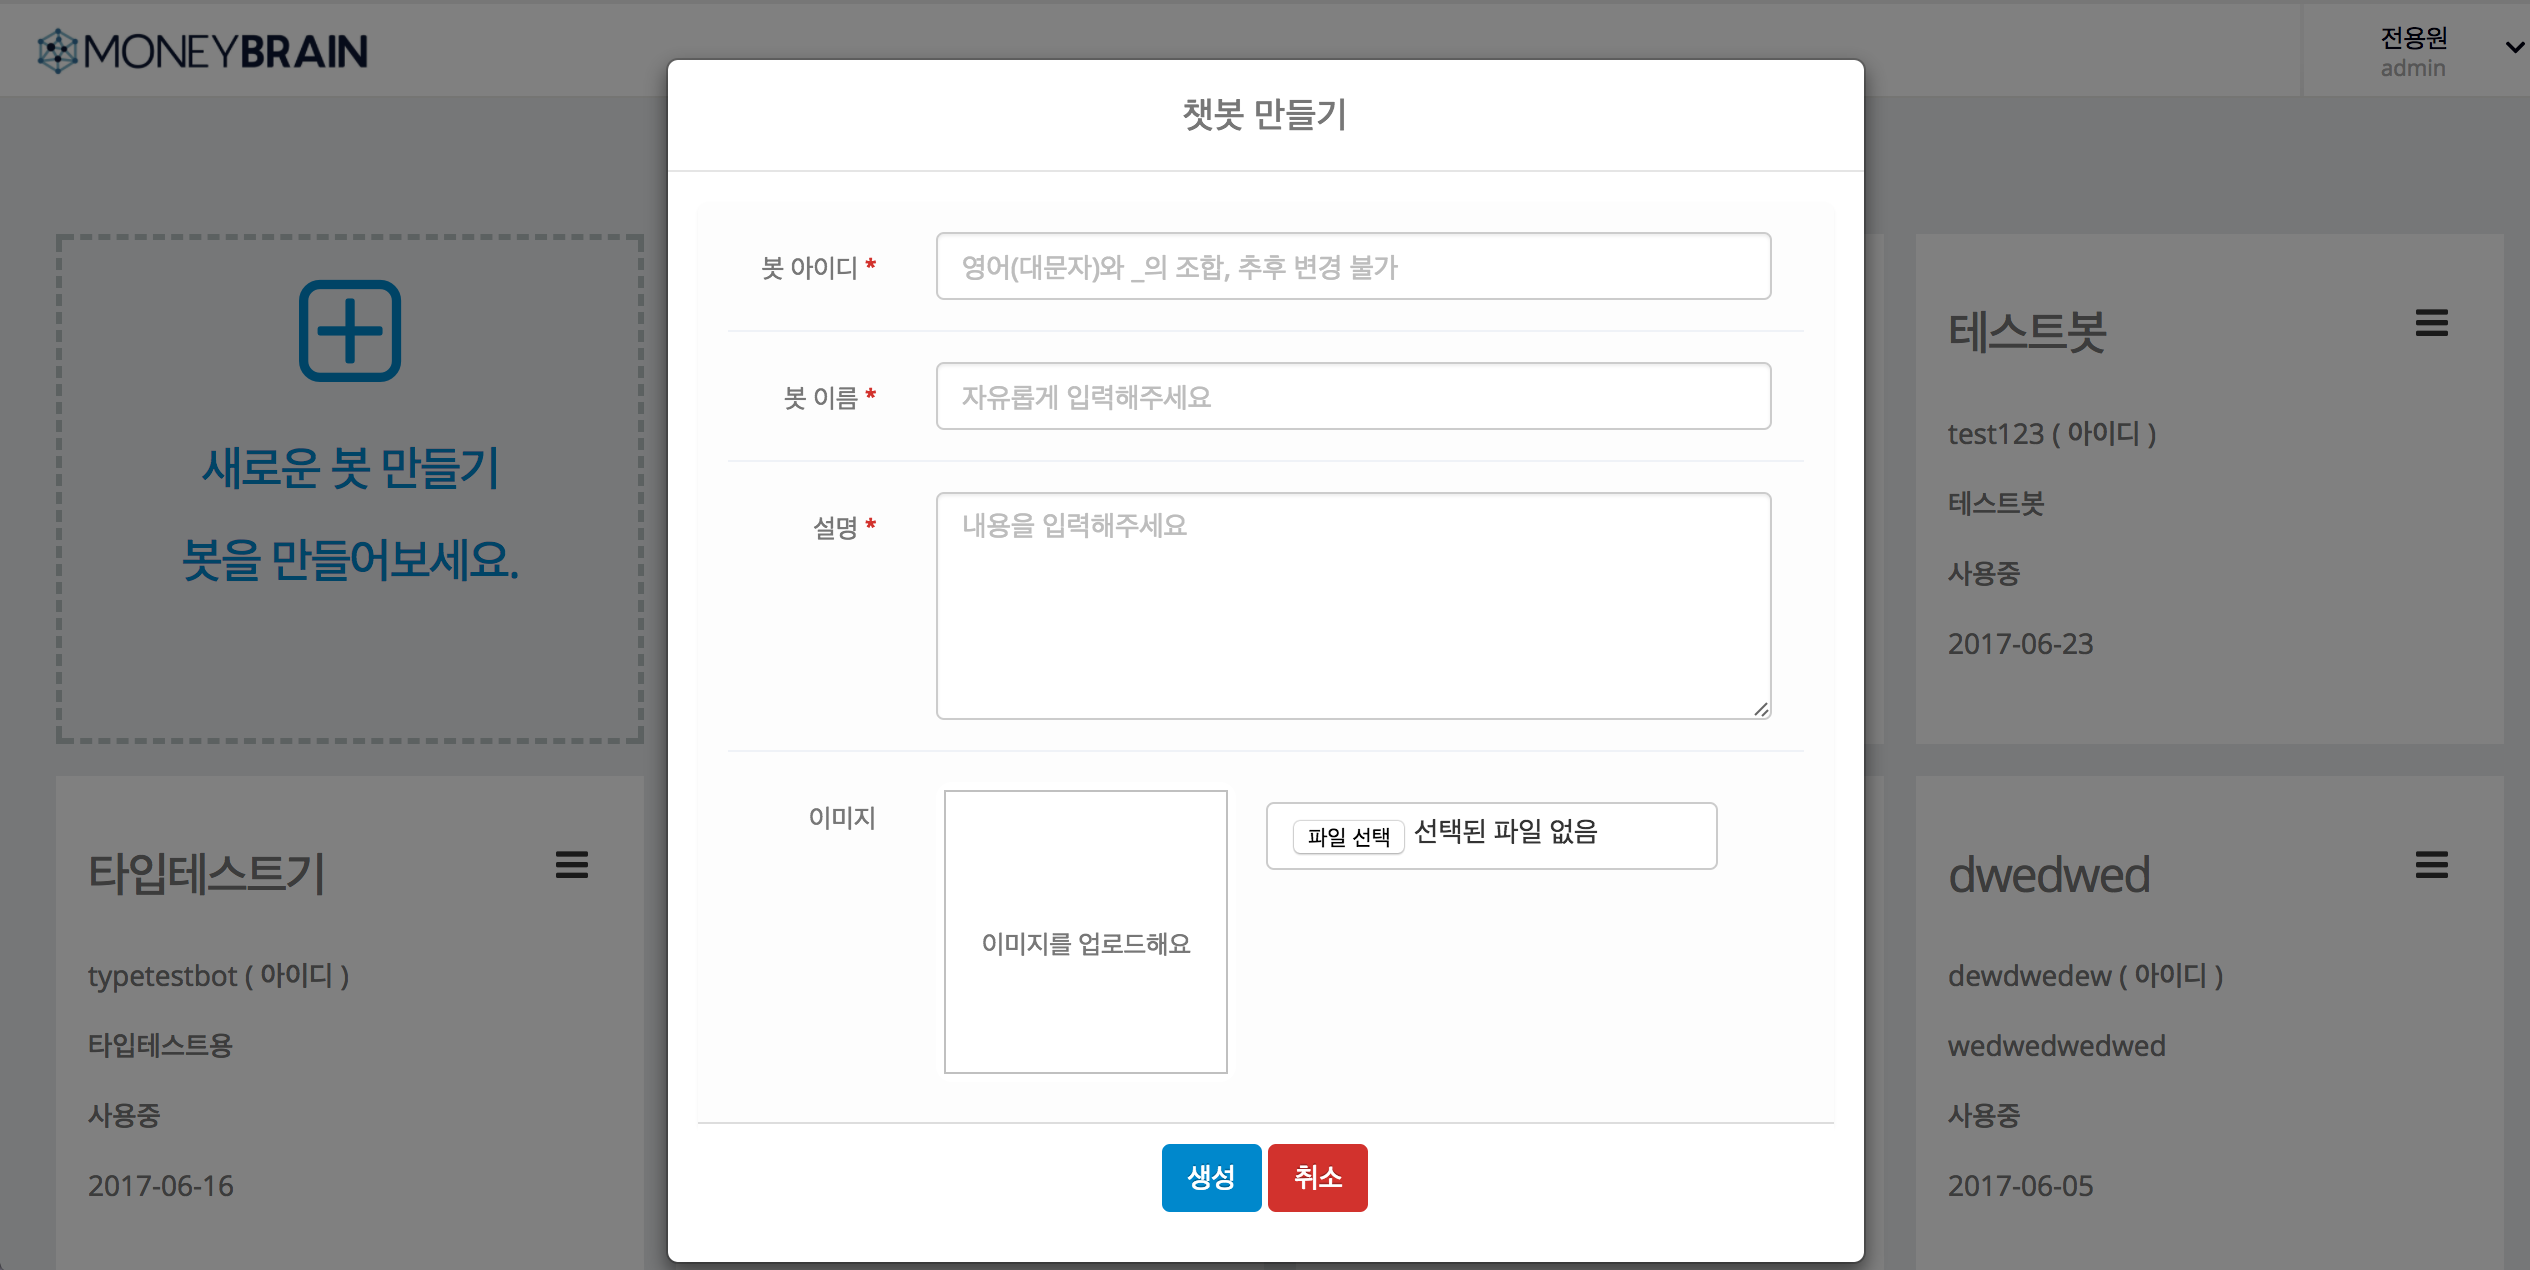 MONEYBRAIN
전용원
admin
챗봇 만들기
봇 아이디 *
영어(대문자)와 _의 조합, 추후 변경 불가
봇 이름 *
자유롭게 입력해주세요
설명 *
내용을 입력해주세요
이미지
이미지를 업로드해요
파일 선택 선택된 파일 없음
생성 취소
새로운 봇 만들기
봇을 만들어보세요.
테스트봇
test123 ( 아이디 )
테스트봇
사용중
2017-06-23
타입테스트기
typetestbot ( 아이디 )
타입테스트용
사용중
2017-06-16
dwedwed
dewdwedew ( 아이디 )
wedwedwedwed
사용중
2017-06-05